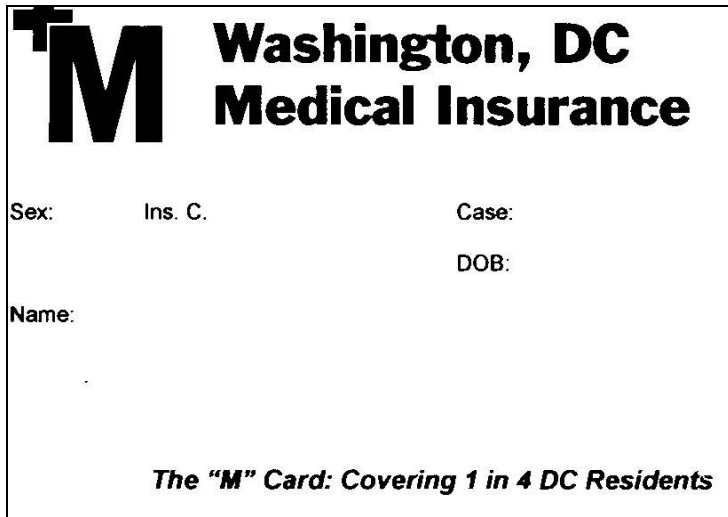 M Washington, DC
Medical Insurance
Sex: Ins. C. Case:
DOB:
Name:
The “M” Card: Covering 1 in 4 DC Residents